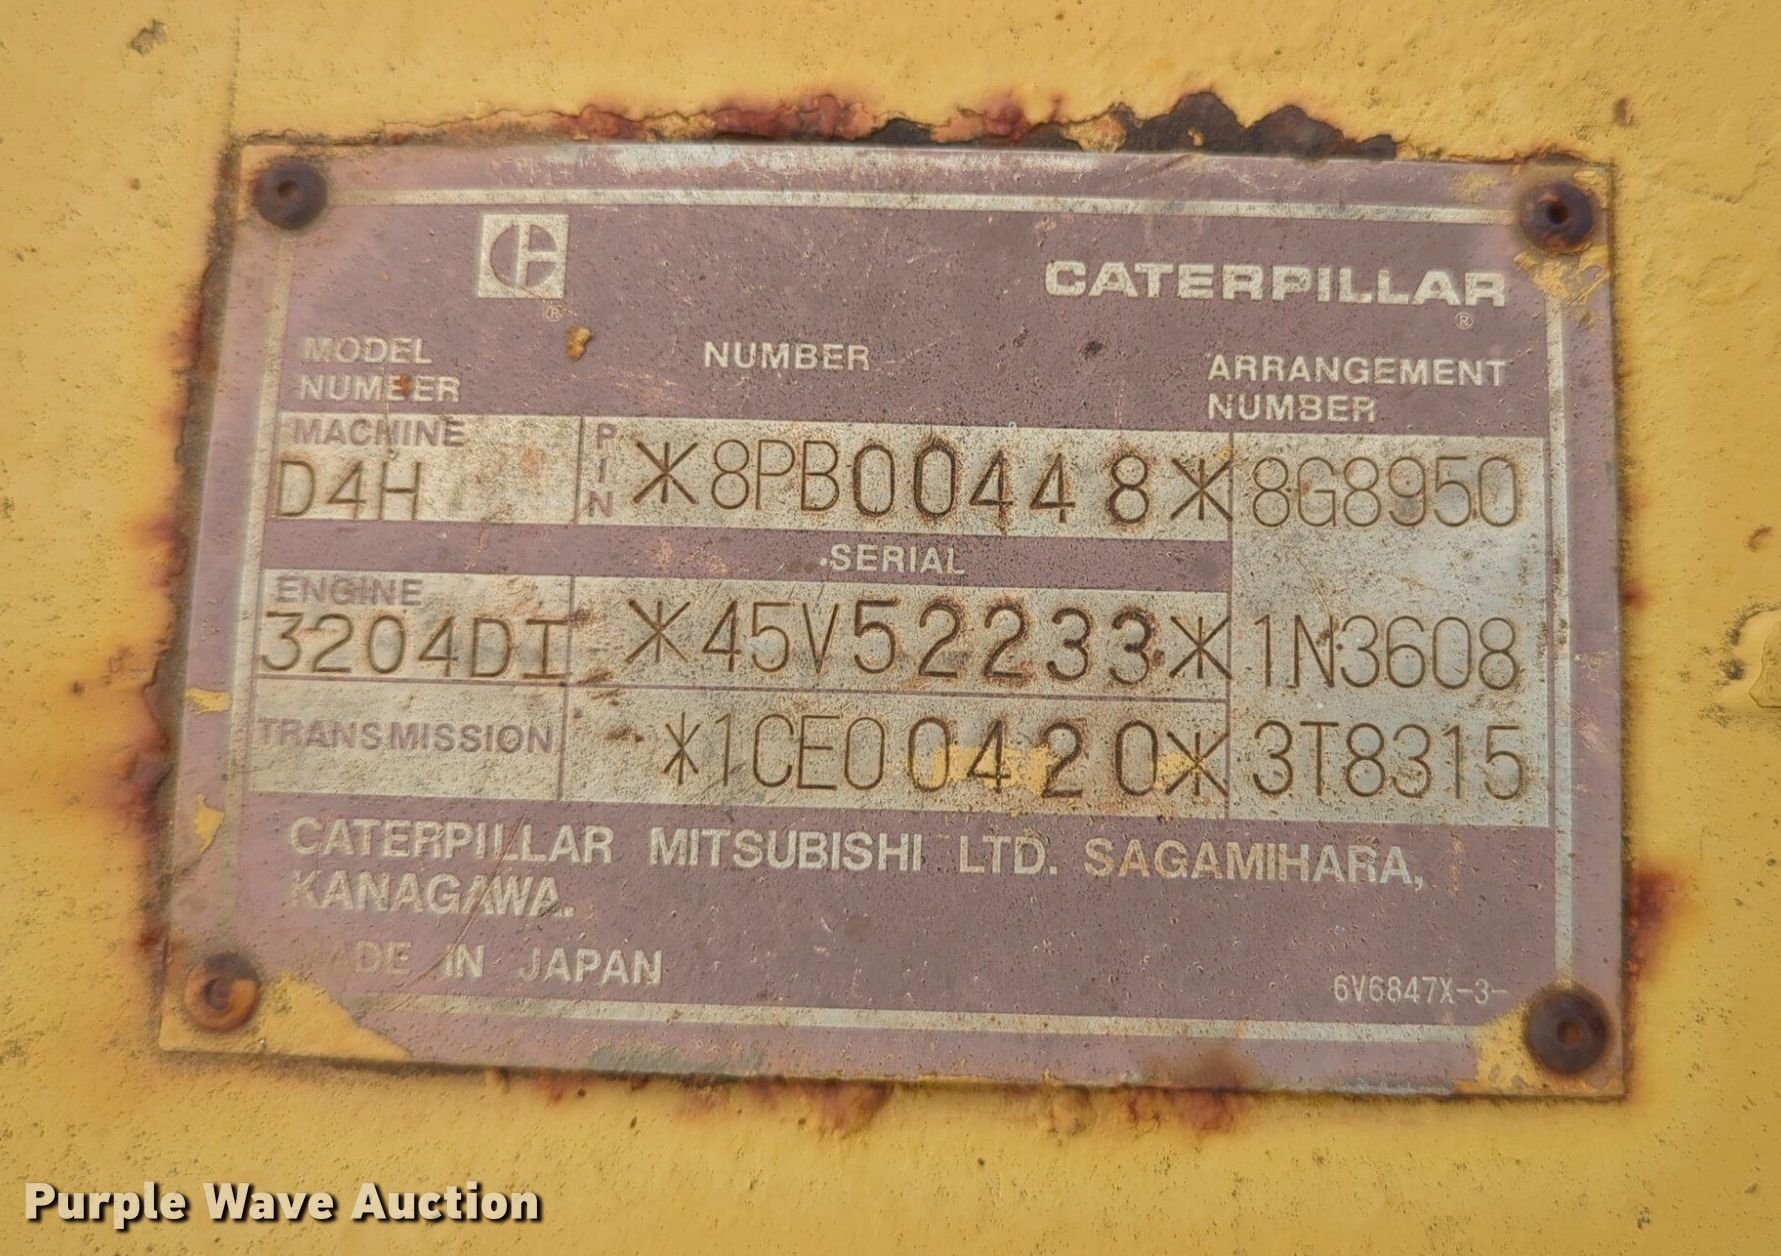 CATERPILLAR
®
®
MODEL NUMBER
NUMBER
ARRANGEMENT NUMBER
MACHINE
D4H
PIN
*8PB00448*
8G8950
SERIAL
ENGINE
3204DI
*45V52233*
1N3608
TRANSMISSION
*1CE00420*
3T8315
CATERPILLAR MITSUBISHI LTD. SAGAMIHARA,
KANAGAWA.
MADE IN JAPAN
6V6847X-3-
Purple Wave Auction